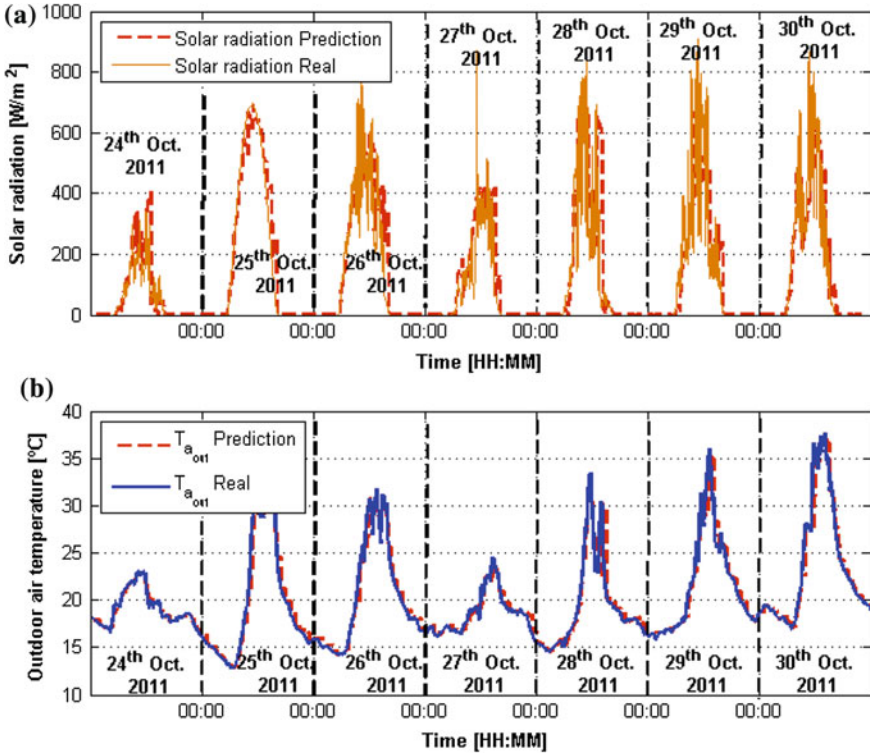 (a)
1000
800
600
400
200
0
Solar radiation [W/m²]
Solar radiation Prediction
Solar radiation Real
24th Oct.
2011
25th Oct.
2011
26th Oct.
2011
27th Oct.
2011
28th Oct.
2011
29th Oct.
2011
30th Oct.
2011
00:00 00:00 00:00 00:00 00:00 00:00
Time [HH:MM]
(b)
40
35
30
25
20
15
10
Outdoor air temperature [ºC]
T a out Prediction
T a out Real
24th Oct.
2011
25th Oct.
2011
26th Oct.
2011
27th Oct.
2011
28th Oct.
2011
29th Oct.
2011
30th Oct.
2011
00:00 00:00 00:00 00:00 00:00 00:00
Time [HH:MM]